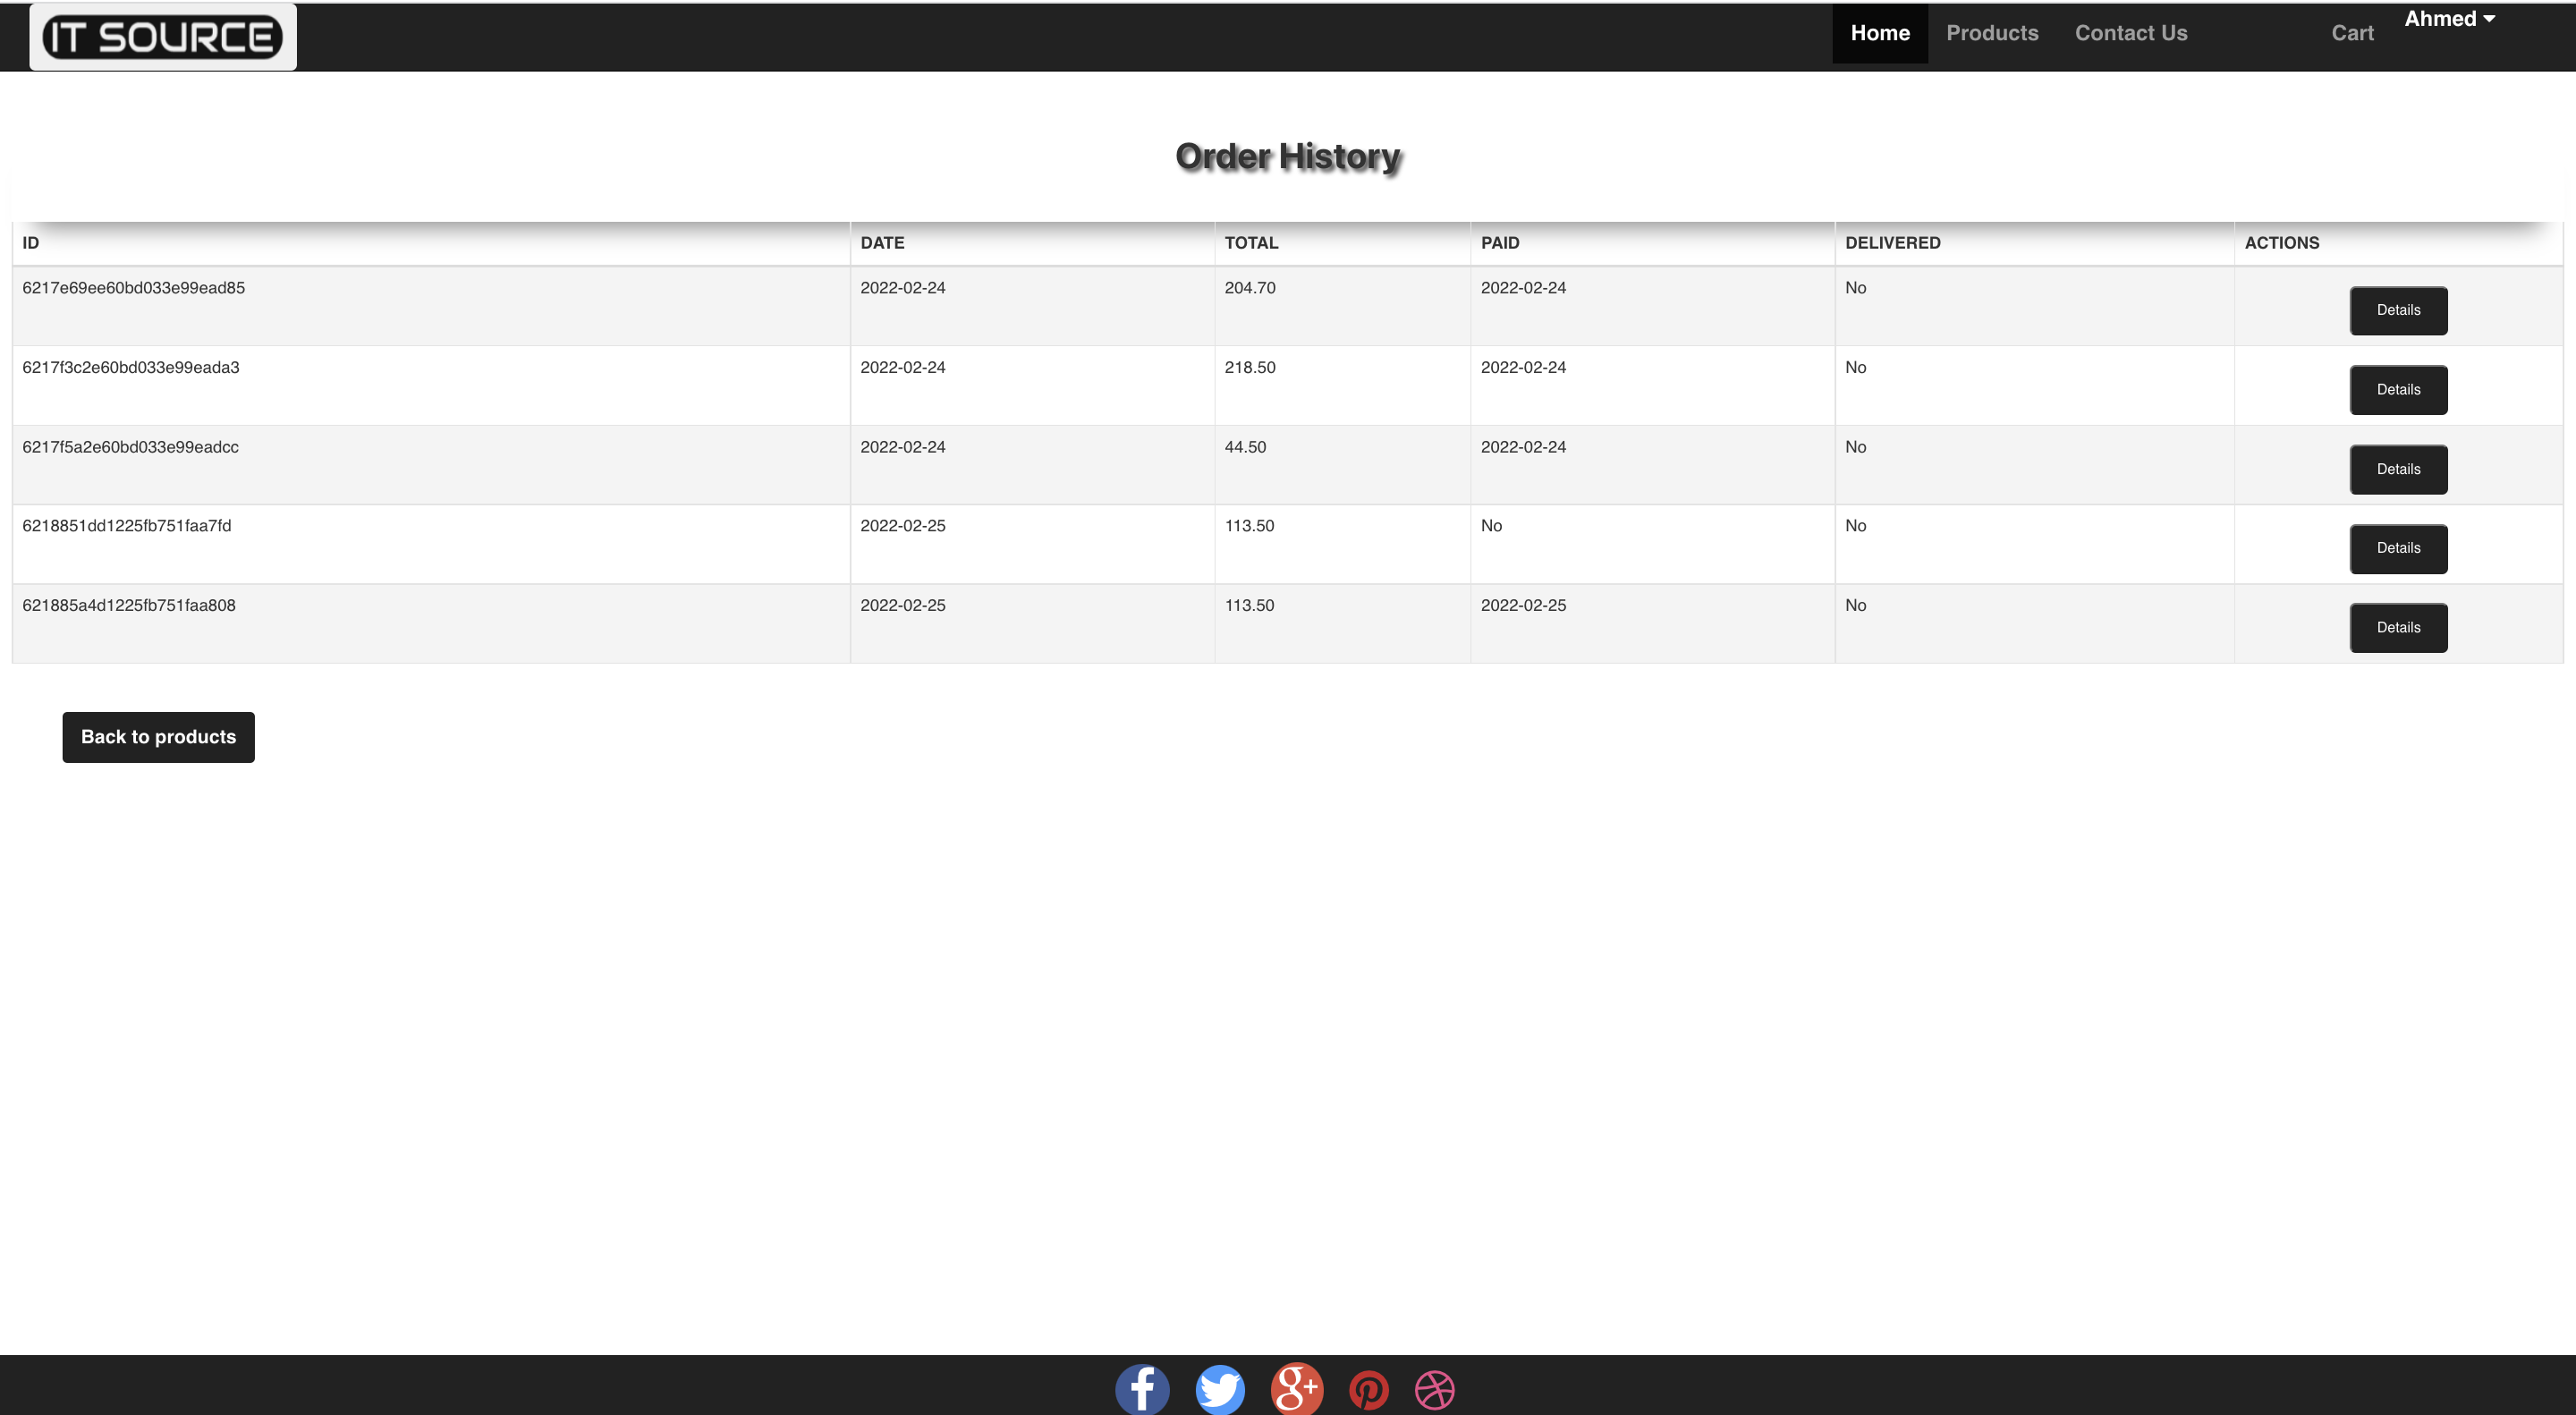 IT SOURCE
Home Products Contact Us Cart Ahmed
Order History
ID DATE TOTAL PAID DELIVERED ACTIONS
6217e69ee60bd033e99ead85 2022-02-24 204.70 2022-02-24 No Details
6217f3c2e60bd033e99eada3 2022-02-24 218.50 2022-02-24 No Details
6217f5a2e60bd033e99eadcc 2022-02-24 44.50 2022-02-24 No Details
6218851dd1225fb751faa7fd 2022-02-25 113.50 No No Details
621885a4d1225fb751faa808 2022-02-25 113.50 2022-02-25 No Details
Back to products